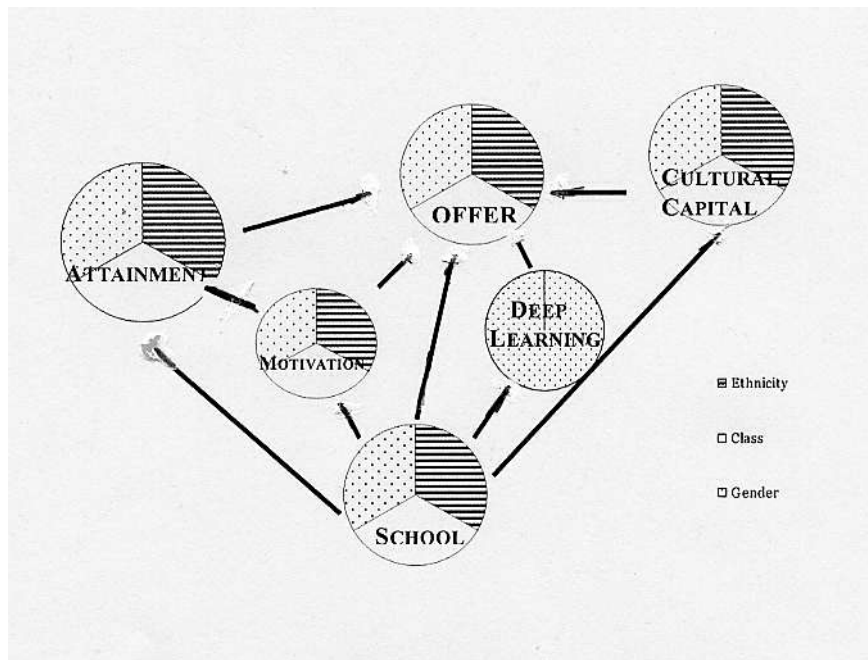 OFFER
CULTURAL
CAPITAL
ATTAINMENT
MOTIVATION
DEEP
LEARNING
SCHOOL
Ethnicity
Class
Gender